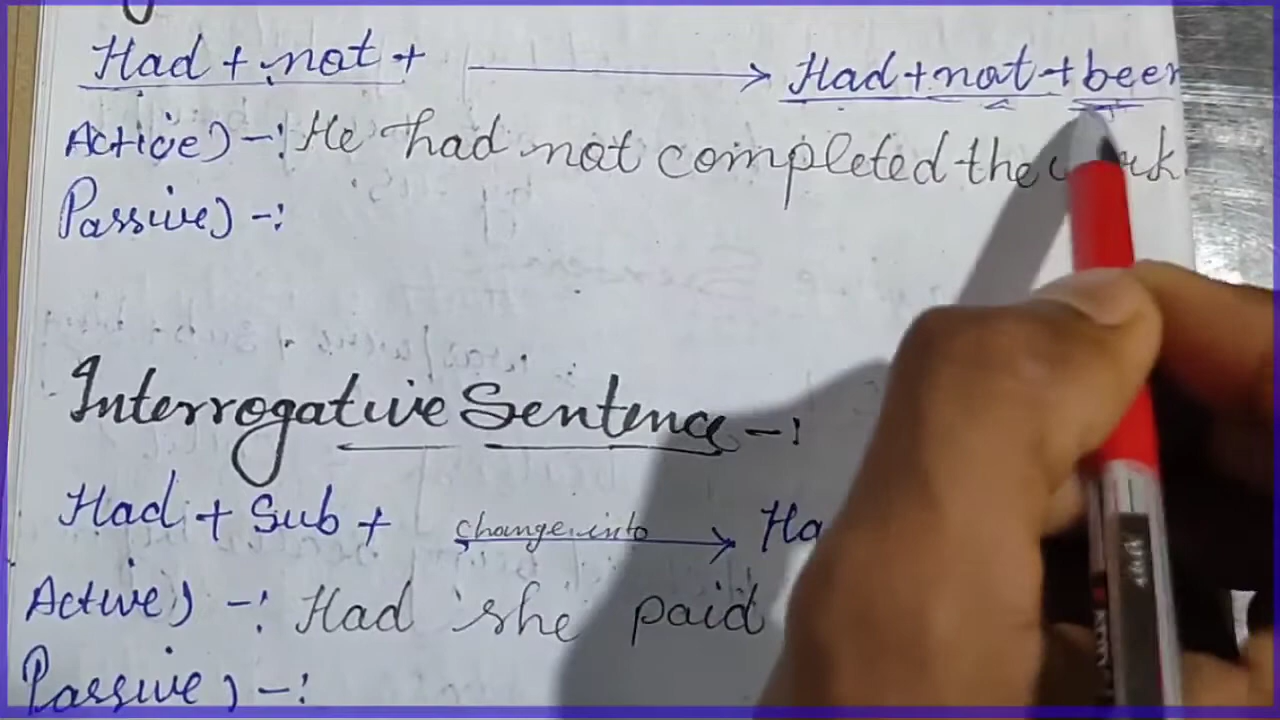 Had + not + → Had + not + been
Active) -: He had not completed the work
Passive) -:
Interrogative Sentence -:
Had + Sub + change into → Ha
Active) -: Had she paid
Passive) -: